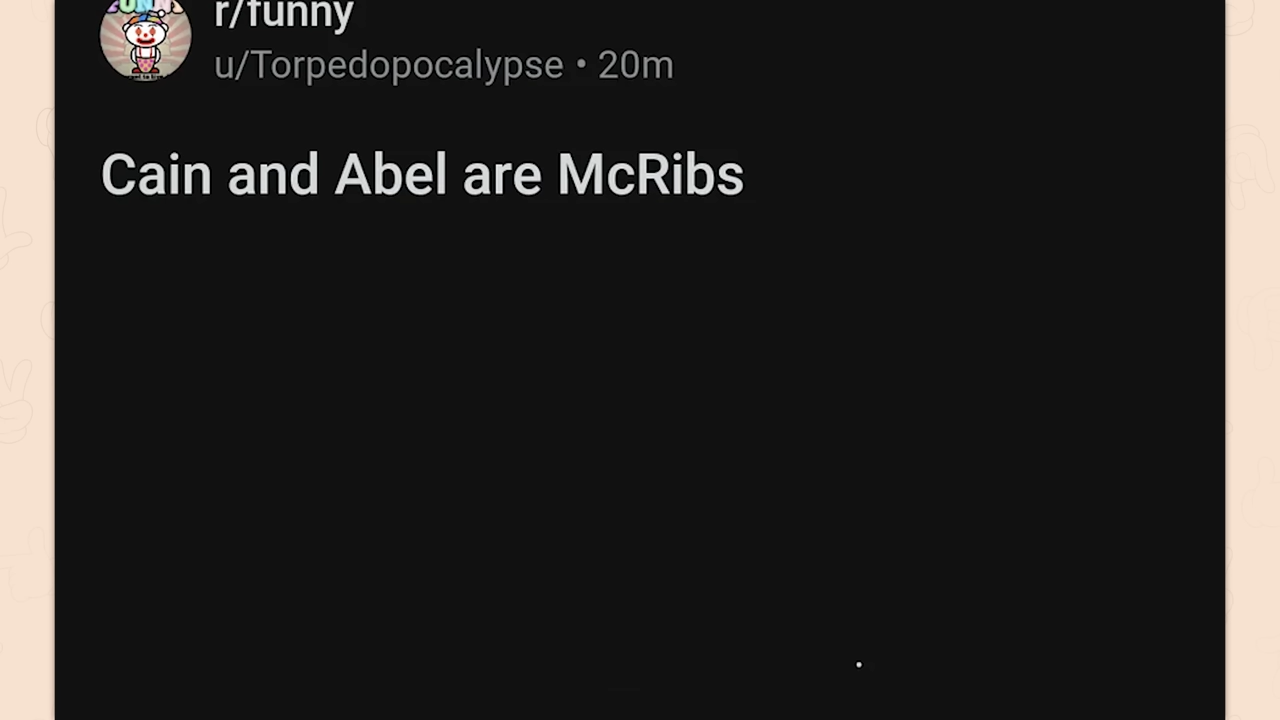 r/funny
u/Torpedopocalypse • 20m
Cain and Abel are McRibs